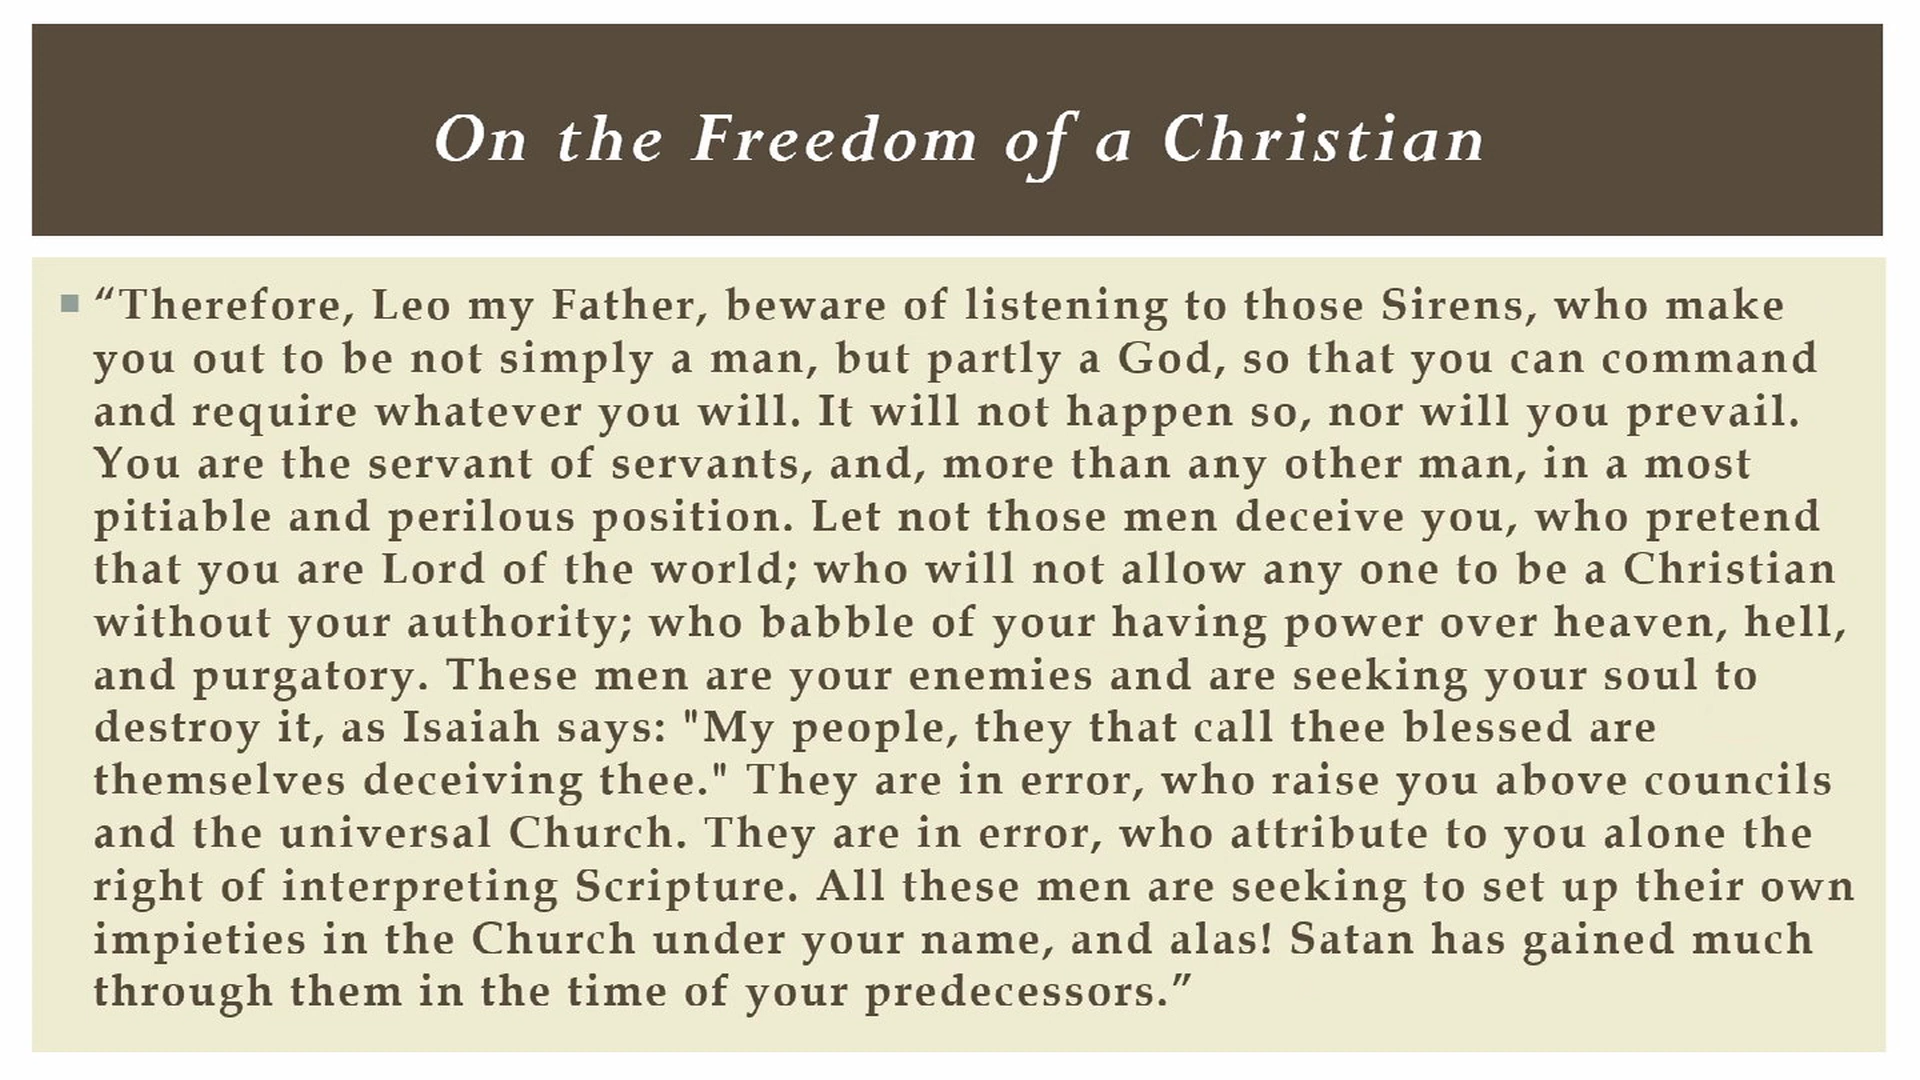 On the Freedom of a Christian
“Therefore, Leo my Father, beware of listening to those Sirens, who make
you out to be not simply a man, but partly a God, so that you can command
and require whatever you will. It will not happen so, nor will you prevail.
You are the servant of servants, and, more than any other man, in a most
pitiable and perilous position. Let not those men deceive you, who pretend
that you are Lord of the world; who will not allow any one to be a Christian
without your authority; who babble of your having power over heaven, hell,
and purgatory. These men are your enemies and are seeking your soul to
destroy it, as Isaiah says: "My people, they that call thee blessed are
themselves deceiving thee." They are in error, who raise you above councils
and the universal Church. They are in error, who attribute to you alone the
right of interpreting Scripture. All these men are seeking to set up their own
impieties in the Church under your name, and alas! Satan has gained much
through them in the time of your predecessors.”